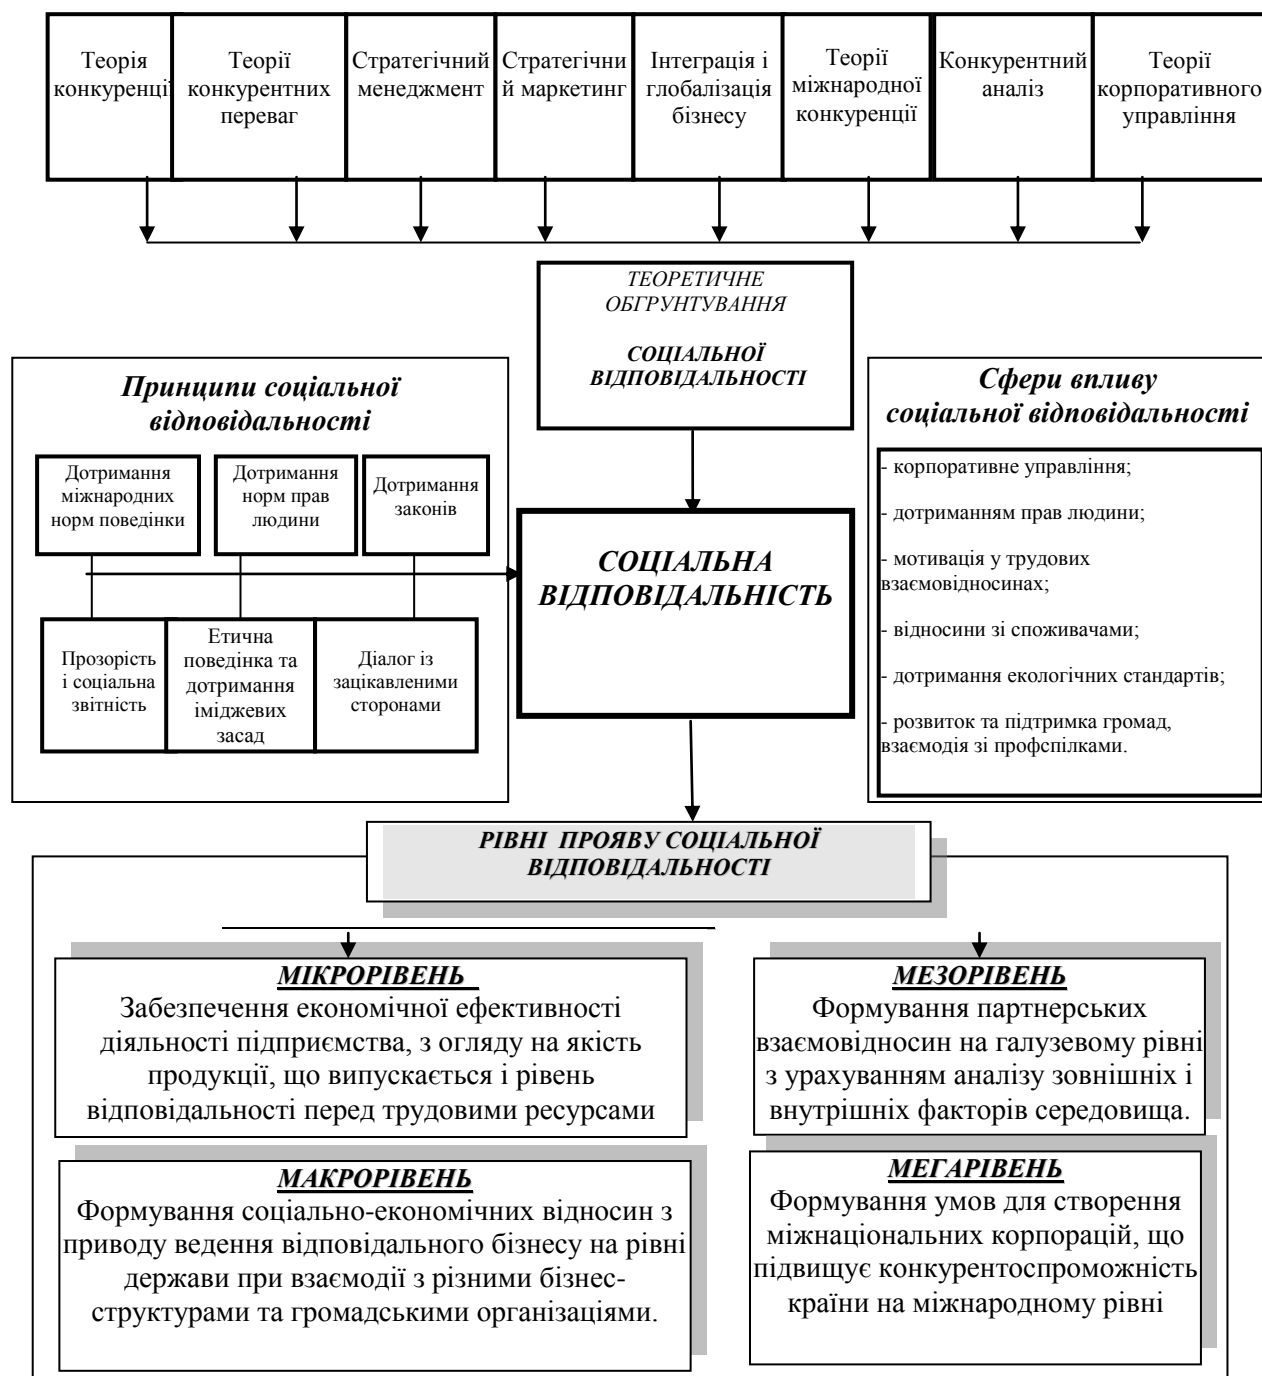 Теорія
конкуренції
Теорії
конкурентних
переваг
Стратегічний
менеджмент
Стратегічни
й маркетинг
Інтеграція і
глобалізація
бізнесу
Теорії
міжнародної
конкуренції
Конкурентний
аналіз
Теорії
корпоративного
управління
ТЕОРЕТИЧНЕ
ОБГРУНТУВАННЯ
СОЦІАЛЬНОЇ
ВІДПОВІДАЛЬНОСТІ
Принципи соціальної
відповідальності
Дотримання
міжнародних
норм поведінки
Дотримання
норм прав
людини
Дотримання
законів
Прозорість
і соціальна
звітність
Етична
поведінка та
дотримання
іміджевих
засад
Діалог із
зацікавленими
сторонами
СОЦІАЛЬНА
ВІДПОВІДАЛЬНІСТЬ
Сфери впливу
соціальної відповідальності
- корпоративне управління;
- дотриманням прав людини;
- мотивація у трудових
взаємовідносинах;
- відносини зі споживачами;
- дотримання екологічних стандартів;
- розвиток та підтримка громад,
взаємодія зі профспілками.
РІВНІ ПРОЯВУ СОЦІАЛЬНОЇ
ВІДПОВІДАЛЬНОСТІ
МІКРОРІВЕНЬ
Забезпечення економічної ефективності
діяльності підприємства, з огляду на якість
продукції, що випускається і рівень
відповідальності перед трудовими ресурсами
МЕЗОРІВЕНЬ
Формування партнерських
взаємовідносин на галузевому рівні
з урахуванням аналізу зовнішніх і
внутрішніх факторів середовища.
МАКРОРІВЕНЬ
Формування соціально-економічних відносин з
приводу ведення відповідального бізнесу на рівні
держави при взаємодії з різними бізнес-
структурами та громадськими організаціями.
МЕГАРІВЕНЬ
Формування умов для створення
міжнаціональних корпорацій, що
підвищує конкурентоспроможність
країни на міжнародному рівні